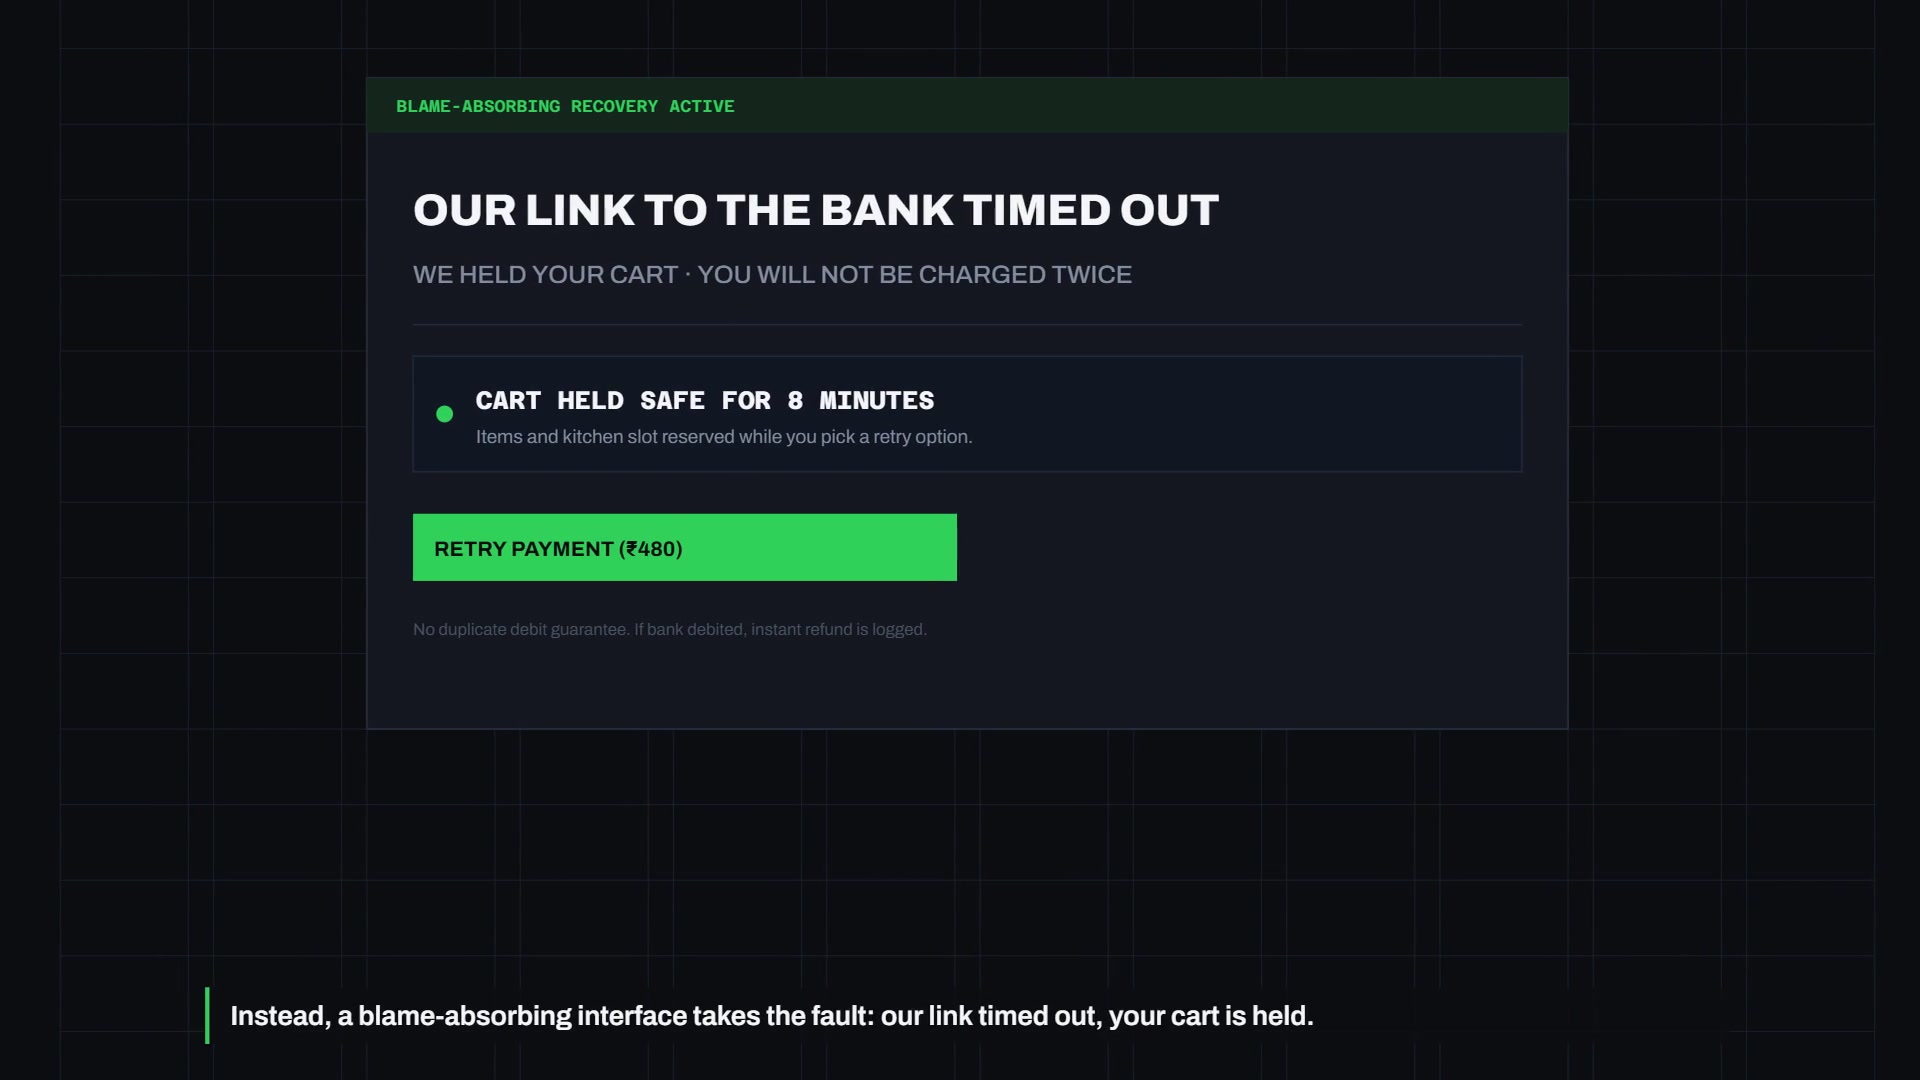 BLAME-ABSORBING RECOVERY ACTIVE
OUR LINK TO THE BANK TIMED OUT
WE HELD YOUR CART · YOU WILL NOT BE CHARGED TWICE
CART HELD SAFE FOR 8 MINUTES
Items and kitchen slot reserved while you pick a retry option.
RETRY PAYMENT (₹480)
No duplicate debit guarantee. If bank debited, instant refund is logged.
Instead, a blame-absorbing interface takes the fault: our link timed out, your cart is held.